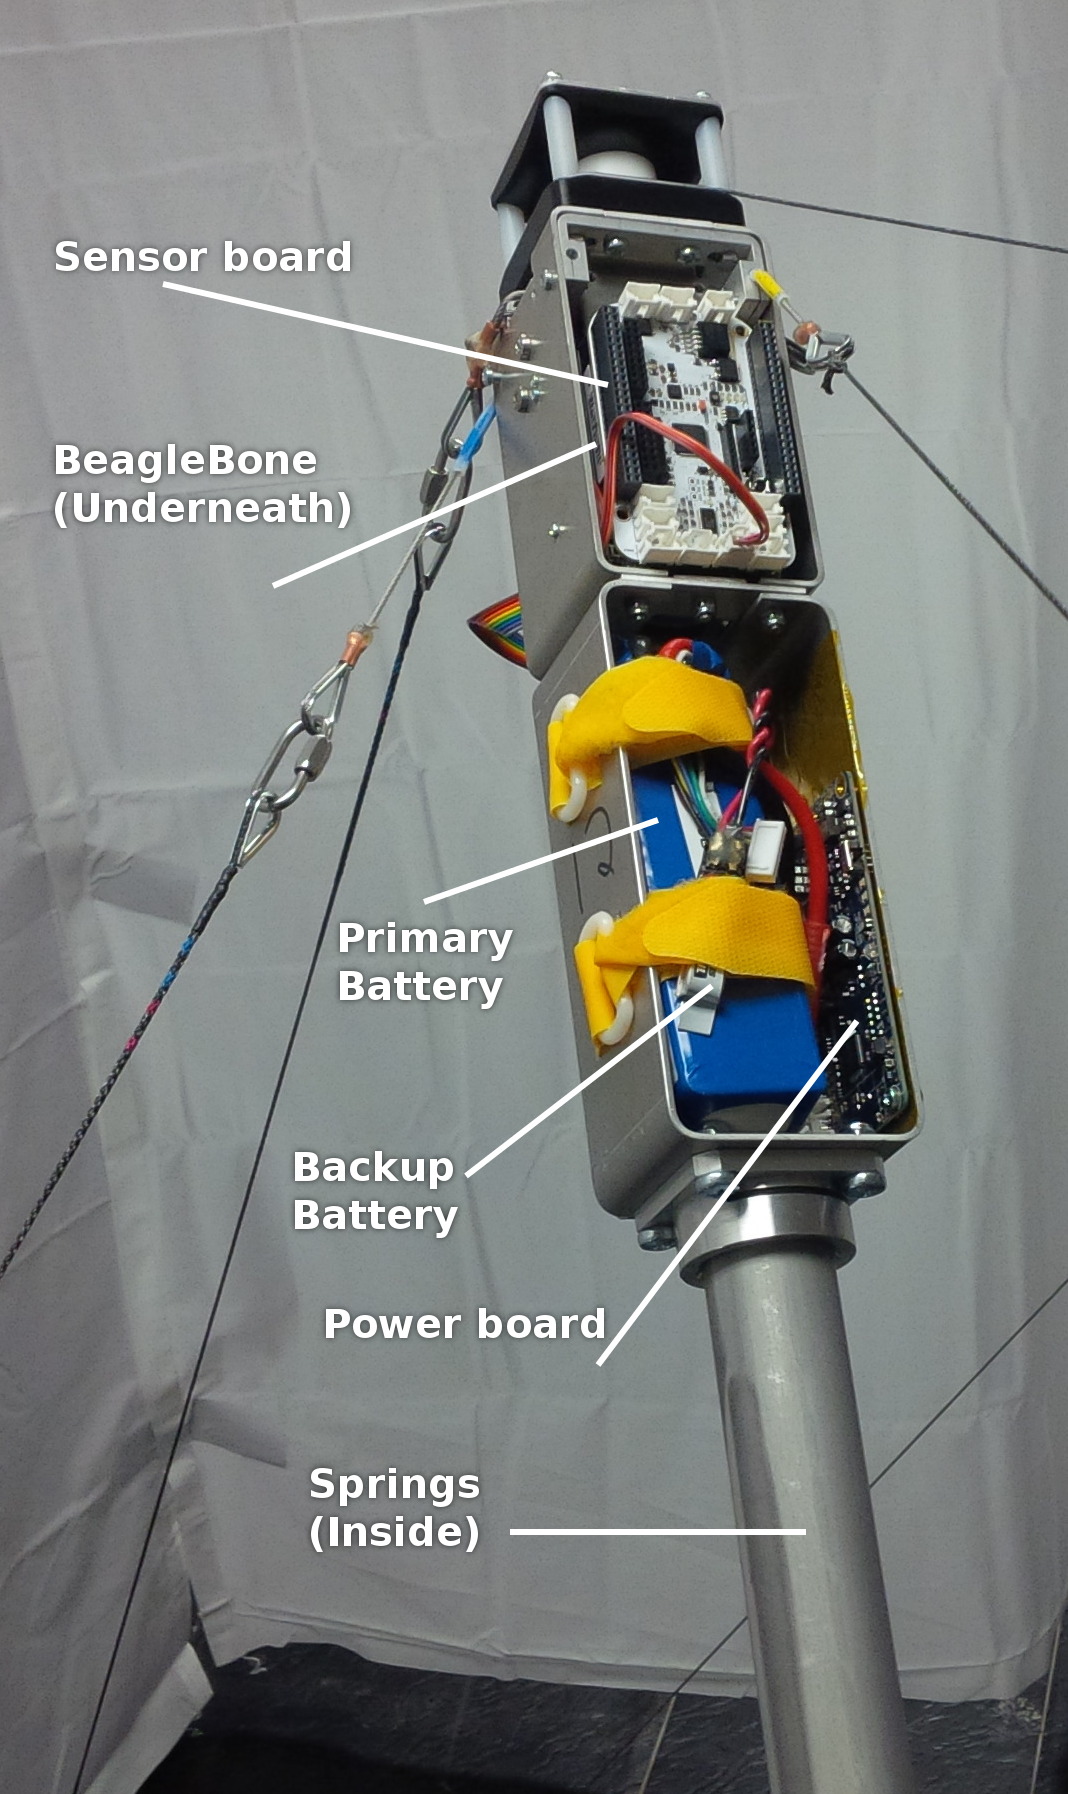 Sensor board
BeagleBone
(Underneath)
Primary
Battery
Backup
Battery
Power board
Springs
(Inside)